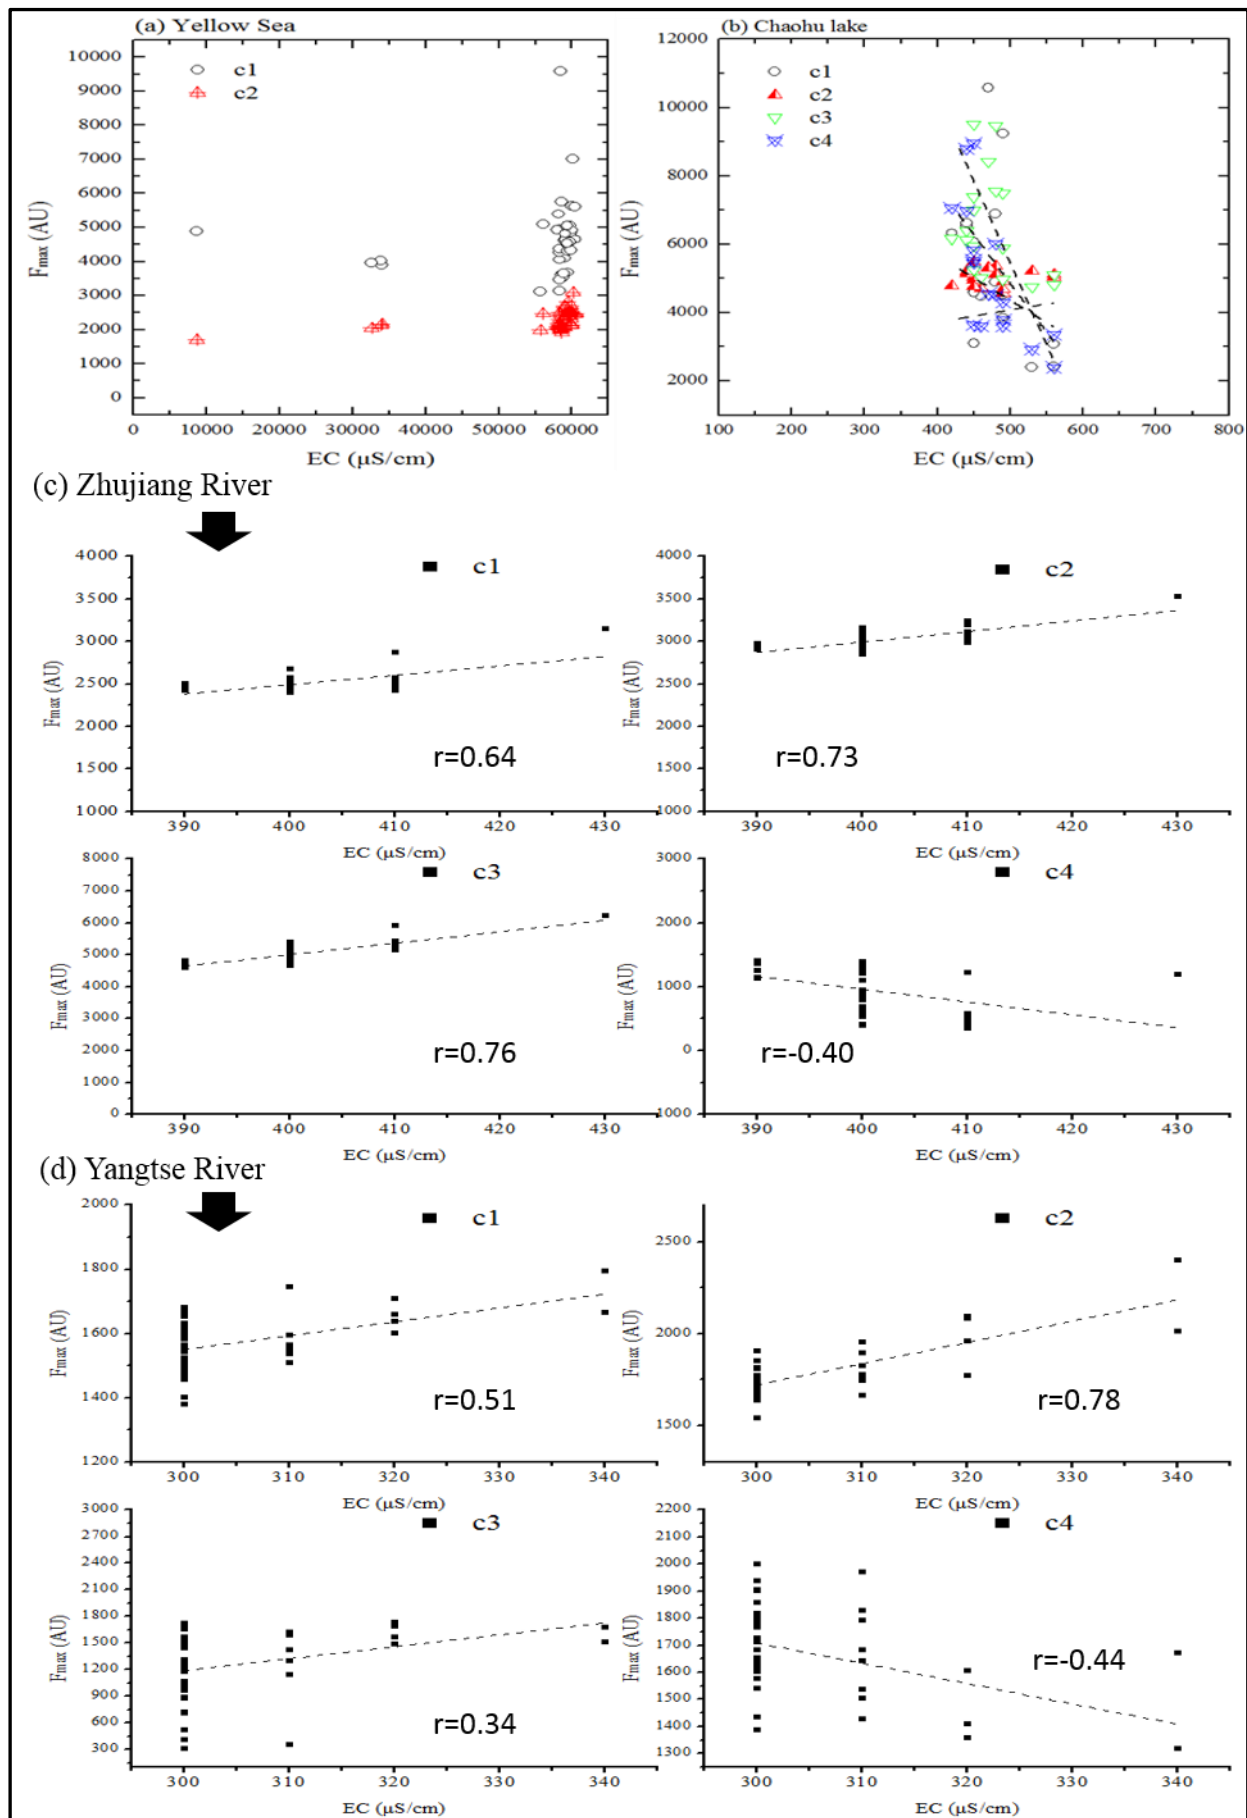 (a) Yellow Sea
10000
9000
8000
7000
6000
5000
4000
3000
2000
1000
0
Fmax (AU)
c1
c2
0 10000 20000 30000 40000 50000 60000
EC (µS/cm)
(b) Chaohu lake
12000
10000
8000
6000
4000
2000
Fmax (AU)
c1
c2
c3
c4
100 200 300 400 500 600 700 800
EC (µS/cm)
(c) Zhujiang River
4000
3500
3000
2500
2000
1500
1000
Fmax (AU)
c1
r=0.64
390 400 410 420 430
EC (µS/cm)
4000
3500
3000
2500
2000
1500
1000
Fmax (AU)
c2
r=0.73
390 400 410 420 430
EC (µS/cm)
8000
7000
6000
5000
4000
3000
2000
1000
0
Fmax (AU)
c3
r=0.76
390 400 410 420 430
EC (µS/cm)
3000
2000
1000
0
1000
Fmax (AU)
c4
r=-0.40
390 400 410 420 430
EC (µS/cm)
(d) Yangtse River
2000
1800
1600
1400
1200
Fmax (AU)
c1
r=0.51
300 310 320 330 340
EC (µS/cm)
2500
2000
1500
Fmax (AU)
c2
r=0.78
300 310 320 330 340
EC (µS/cm)
3000
2700
2400
2100
1800
1500
1200
900
600
300
Fmax (AU)
c3
r=0.34
300 310 320 330 340
EC (µS/cm)
2200
2100
2000
1900
1800
1700
1600
1500
1400
1300
Fmax (AU)
c4
r=-0.44
300 310 320 330 340
EC (µS/cm)